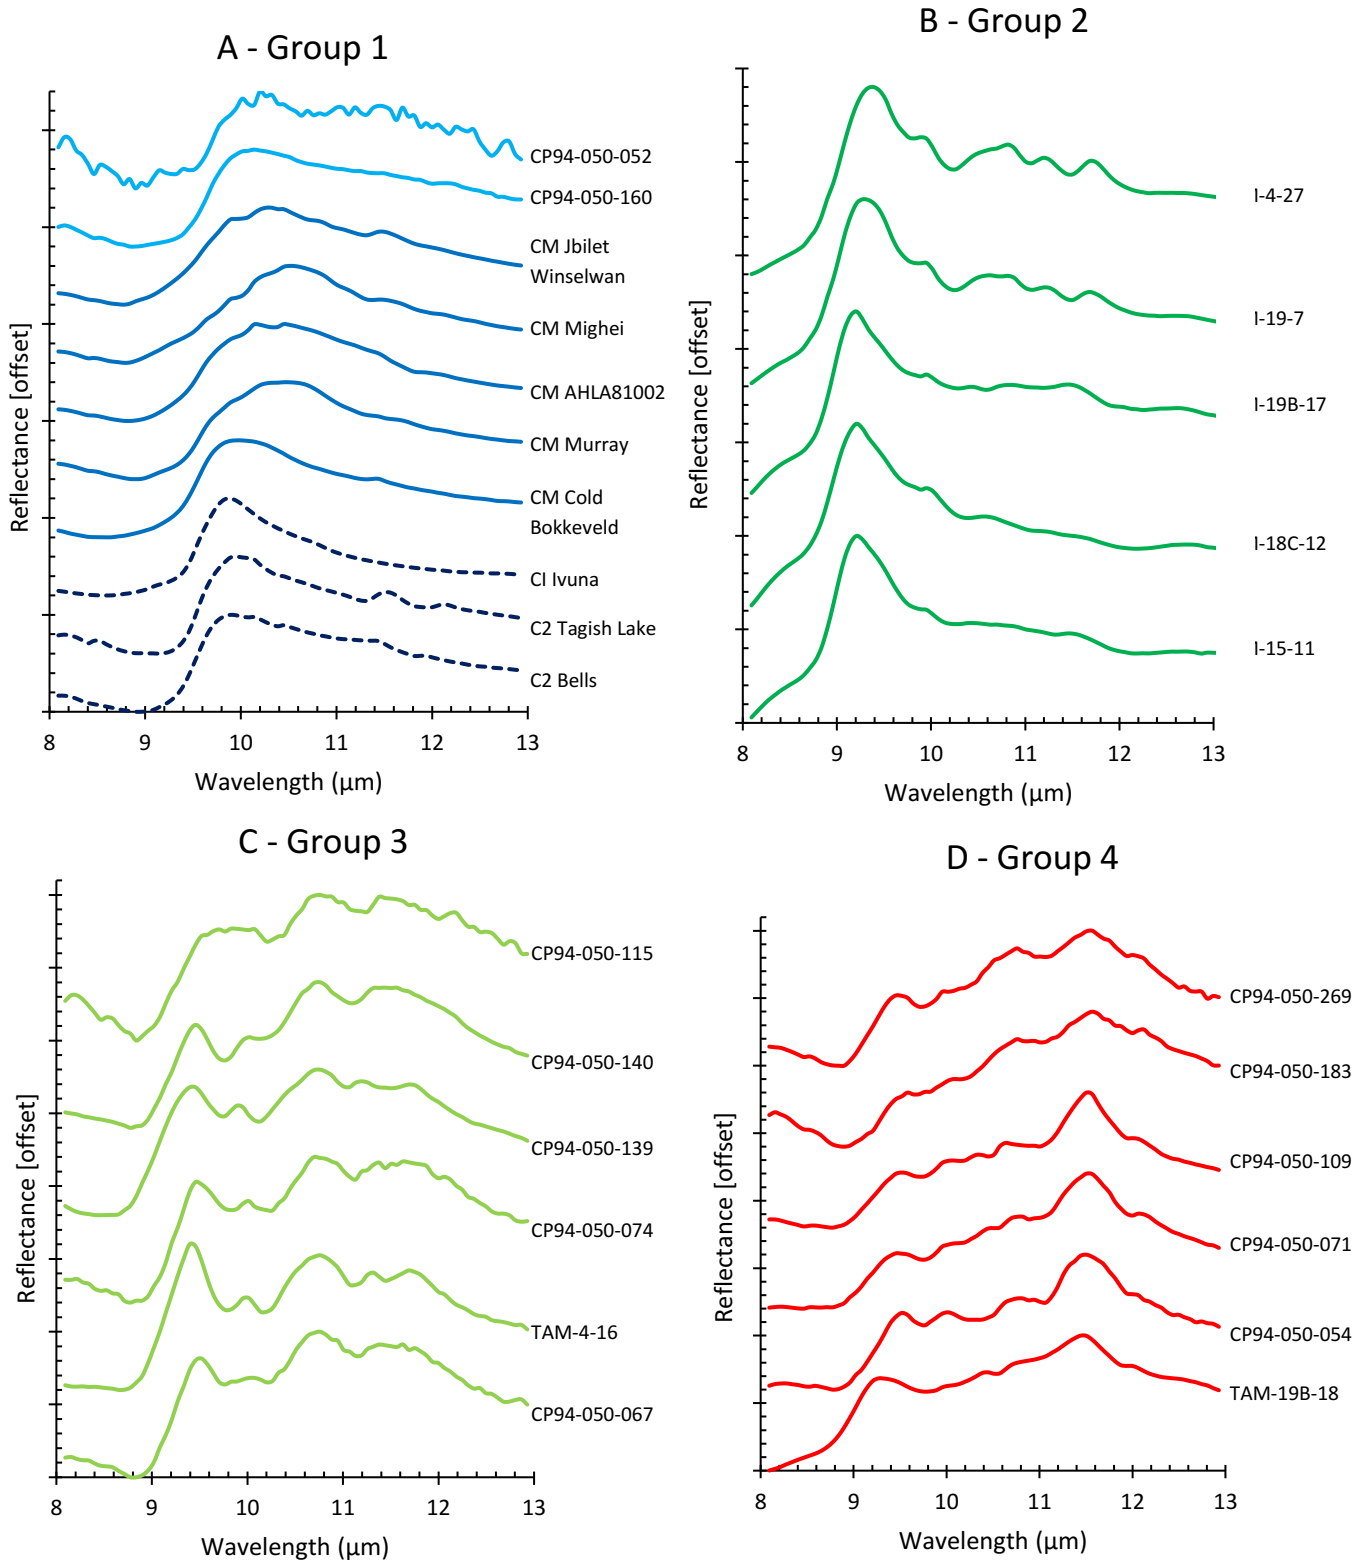 A - Group 1
Reflectance [offset]
CP94-050-052
CP94-050-160
CM Jbilet
Winselwan
CM Mighei
CM AHLA81002
CM Murray
CM Cold
Bokkeveld
CI Ivuna
C2 Tagish Lake
C2 Bells
8 9 10 11 12 13
Wavelength (μm)
B - Group 2
Reflectance [offset]
I-4-27
I-19-7
I-19B-17
I-18C-12
I-15-11
8 9 10 11 12 13
Wavelength (μm)
C - Group 3
Reflectance [offset]
CP94-050-115
CP94-050-140
CP94-050-139
CP94-050-074
TAM-4-16
CP94-050-067
8 9 10 11 12 13
Wavelength (μm)
D - Group 4
Reflectance [offset]
CP94-050-269
CP94-050-183
CP94-050-109
CP94-050-071
CP94-050-054
TAM-19B-18
8 9 10 11 12 13
Wavelength (μm)